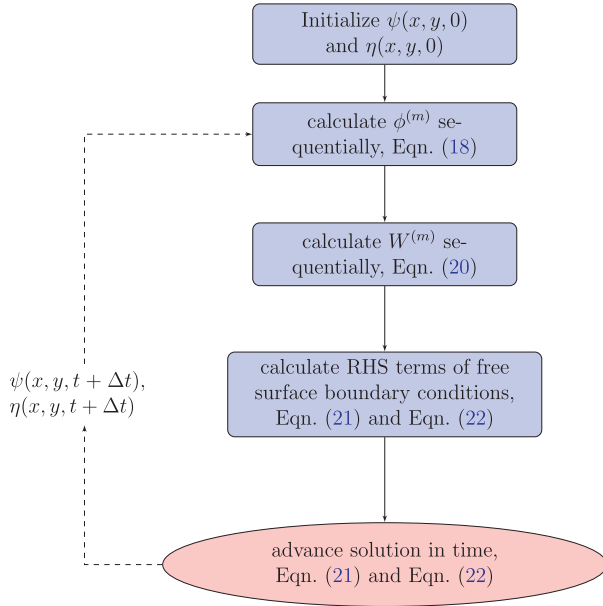 Initialize ψ(x, y, 0)
and η(x, y, 0)
calculate ϕ⁽ᵐ⁾ se-
quentially, Eqn. (18)
calculate W⁽ᵐ⁾ se-
quentially, Eqn. (20)
calculate RHS terms of free
surface boundary conditions,
Eqn. (21) and Eqn. (22)
ψ(x, y, t + Δt),
η(x, y, t + Δt)
advance solution in time,
Eqn. (21) and Eqn. (22)